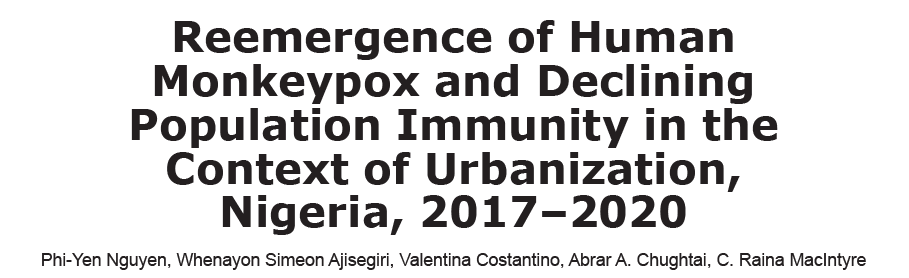 Reemergence of Human
Monkeypox and Declining
Population Immunity in the
Context of Urbanization,
Nigeria, 2017–2020
Phi-Yen Nguyen, Whenayon Simeon Ajisegiri, Valentina Costantino, Abrar A. Chughtai, C. Raina MacIntyre